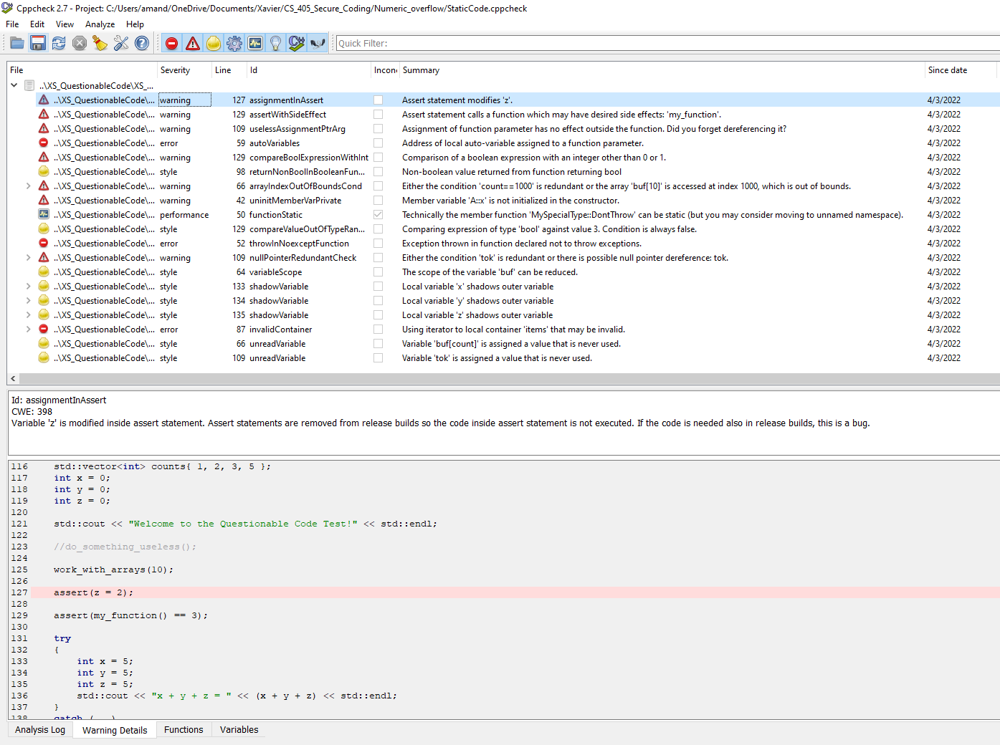 Cppcheck 2.7 - Project: C:/Users/amand/OneDrive/Documents/Xavier/CS_405_Secure_Coding/Numeric_overflow/StaticCode.cppcheck
File Edit View Analyze Help
Quick Filter:
File Severity Line Id Incon Summary Since date
..\XS_QuestionableCode\XS_...
..\XS_QuestionableCode\... warning 127 assignmentInAssert Assert statement modifies 'z'. 4/3/2022
..\XS_QuestionableCode\... warning 129 assertWithSideEffect Assert statement calls a function which may have desired side effects: 'my_function'. 4/3/2022
..\XS_QuestionableCode\... warning 109 uselessAssignmentPtrArg Assignment of function parameter has no effect outside the function. Did you forget dereferencing it? 4/3/2022
..\XS_QuestionableCode\... error 59 autoVariables Address of local auto-variable assigned to a function parameter. 4/3/2022
..\XS_QuestionableCode\... warning 129 compareBoolExpressionWithInt Comparison of a boolean expression with an integer other than 0 or 1. 4/3/2022
..\XS_QuestionableCode\... style 98 returnNonBoolInBooleanFun... Non-boolean value returned from function returning bool 4/3/2022
..\XS_QuestionableCode\... warning 66 arrayIndexOutOfBoundsCond Either the condition 'count==1000' is redundant or the array 'buf[10]' is accessed at index 1000, which is out of bounds. 4/3/2022
..\XS_QuestionableCode\... warning 42 uninitMemberVarPrivate Member variable 'A::x' is not initialized in the constructor. 4/3/2022
..\XS_QuestionableCode\... performance 50 functionStatic Technically the member function 'MySpecialType::DontThrow' can be static (but you may consider moving to unnamed namespace). 4/3/2022
..\XS_QuestionableCode\... style 129 compareValueOutOfTypeRan... Comparing expression of type 'bool' against value 3. Condition is always false. 4/3/2022
..\XS_QuestionableCode\... error 52 throwInNoexceptFunction Exception thrown in function declared not to throw exceptions. 4/3/2022
..\XS_QuestionableCode\... warning 109 nullPointerRedundantCheck Either the condition 'tok' is redundant or there is possible null pointer dereference: tok. 4/3/2022
..\XS_QuestionableCode\... style 64 variableScope The scope of the variable 'buf' can be reduced. 4/3/2022
..\XS_QuestionableCode\... style 133 shadowVariable Local variable 'x' shadows outer variable 4/3/2022
..\XS_QuestionableCode\... style 134 shadowVariable Local variable 'y' shadows outer variable 4/3/2022
..\XS_QuestionableCode\... style 135 shadowVariable Local variable 'z' shadows outer variable 4/3/2022
..\XS_QuestionableCode\... error 87 invalidContainer Using iterator to local container 'items' that may be invalid. 4/3/2022
..\XS_QuestionableCode\... style 66 unreadVariable Variable 'buf[count]' is assigned a value that is never used. 4/3/2022
..\XS_QuestionableCode\... style 109 unreadVariable Variable 'tok' is assigned a value that is never used. 4/3/2022
Id: assignmentInAssert
CWE: 398
Variable 'z' is modified inside assert statement. Assert statements are removed from release builds so the code inside assert statement is not executed. If the code is needed also in release builds, this is a bug.
116 std::vector<int> counts{ 1, 2, 3, 5 };
117 int x = 0;
118 int y = 0;
119 int z = 0;
120
121 std::cout << "Welcome to the Questionable Code Test!" << std::endl;
122
123 //do_something_useless();
124
125 work_with_arrays(10);
126
127 assert(z = 2);
128
129 assert(my_function() == 3);
130
131 try
132 {
133 int x = 5;
134 int y = 5;
135 int z = 5;
136 std::cout << "x + y + z = " << (x + y + z) << std::endl;
137 }
138 catch (...)
Analysis Log Warning Details Functions Variables